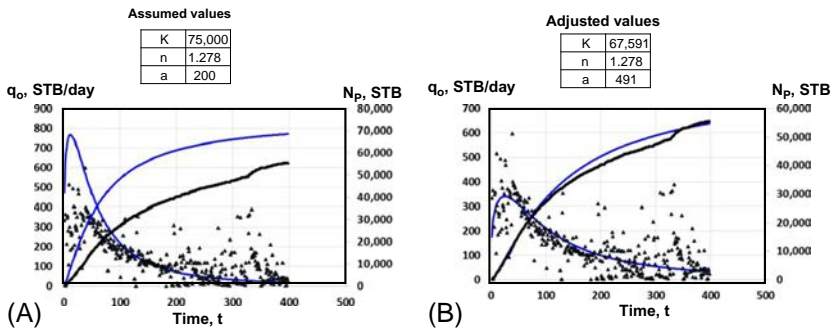 Assumed values
K 75,000
n 1.278
a 200
qo, STB/day
NP, STB
900
800
700
600
500
400
300
200
100
0
80,000
70,000
60,000
50,000
40,000
30,000
20,000
10,000
0
0 100 200 300 400 500
Time, t
(A)
Adjusted values
K 67,591
n 1.278
a 491
qo, STB/day
NP, STB
700
600
500
400
300
200
100
0
60,000
50,000
40,000
30,000
20,000
10,000
0
0 100 200 300 400 500
Time, t
(B)